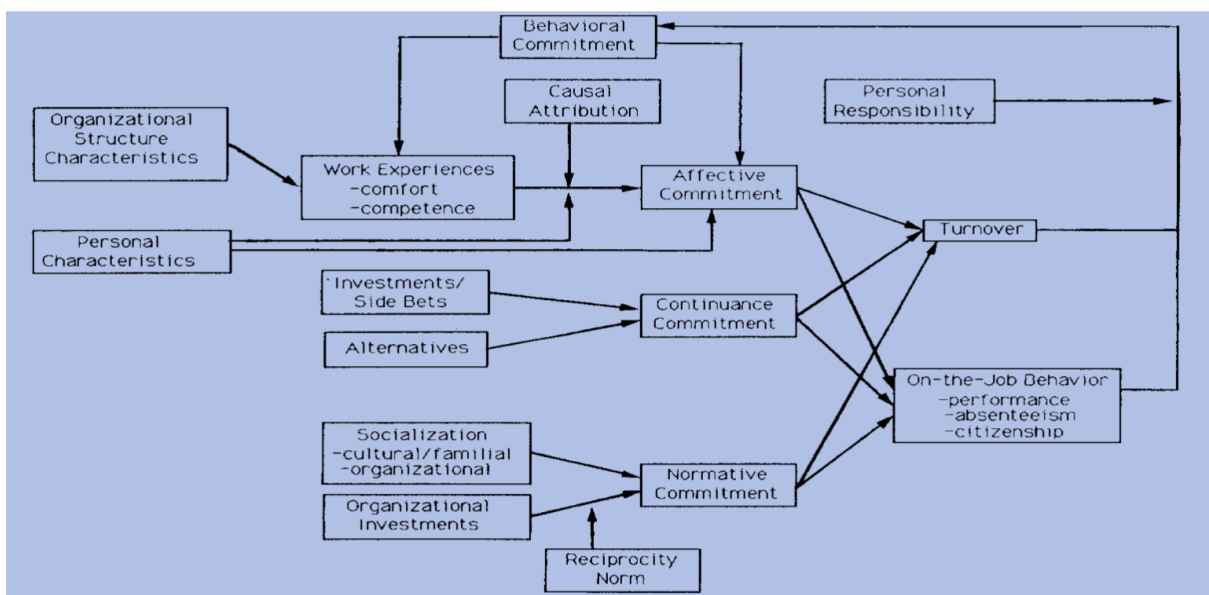 Behavioral
Commitment
Causal
Attribution
Personal
Responsibility
Organizational
Structure
Characteristics
Work Experiences
-comfort
-competence
Affective
Commitment
Turnover
Personal
Characteristics
Investments/
Side Bets
Continuance
Commitment
Alternatives
On-the-Job Behavior
-performance
-absenteeism
-citizenship
Socialization
-cultural/familial
-organizational
Normative
Commitment
Organizational
Investments
Reciprocity
Norm